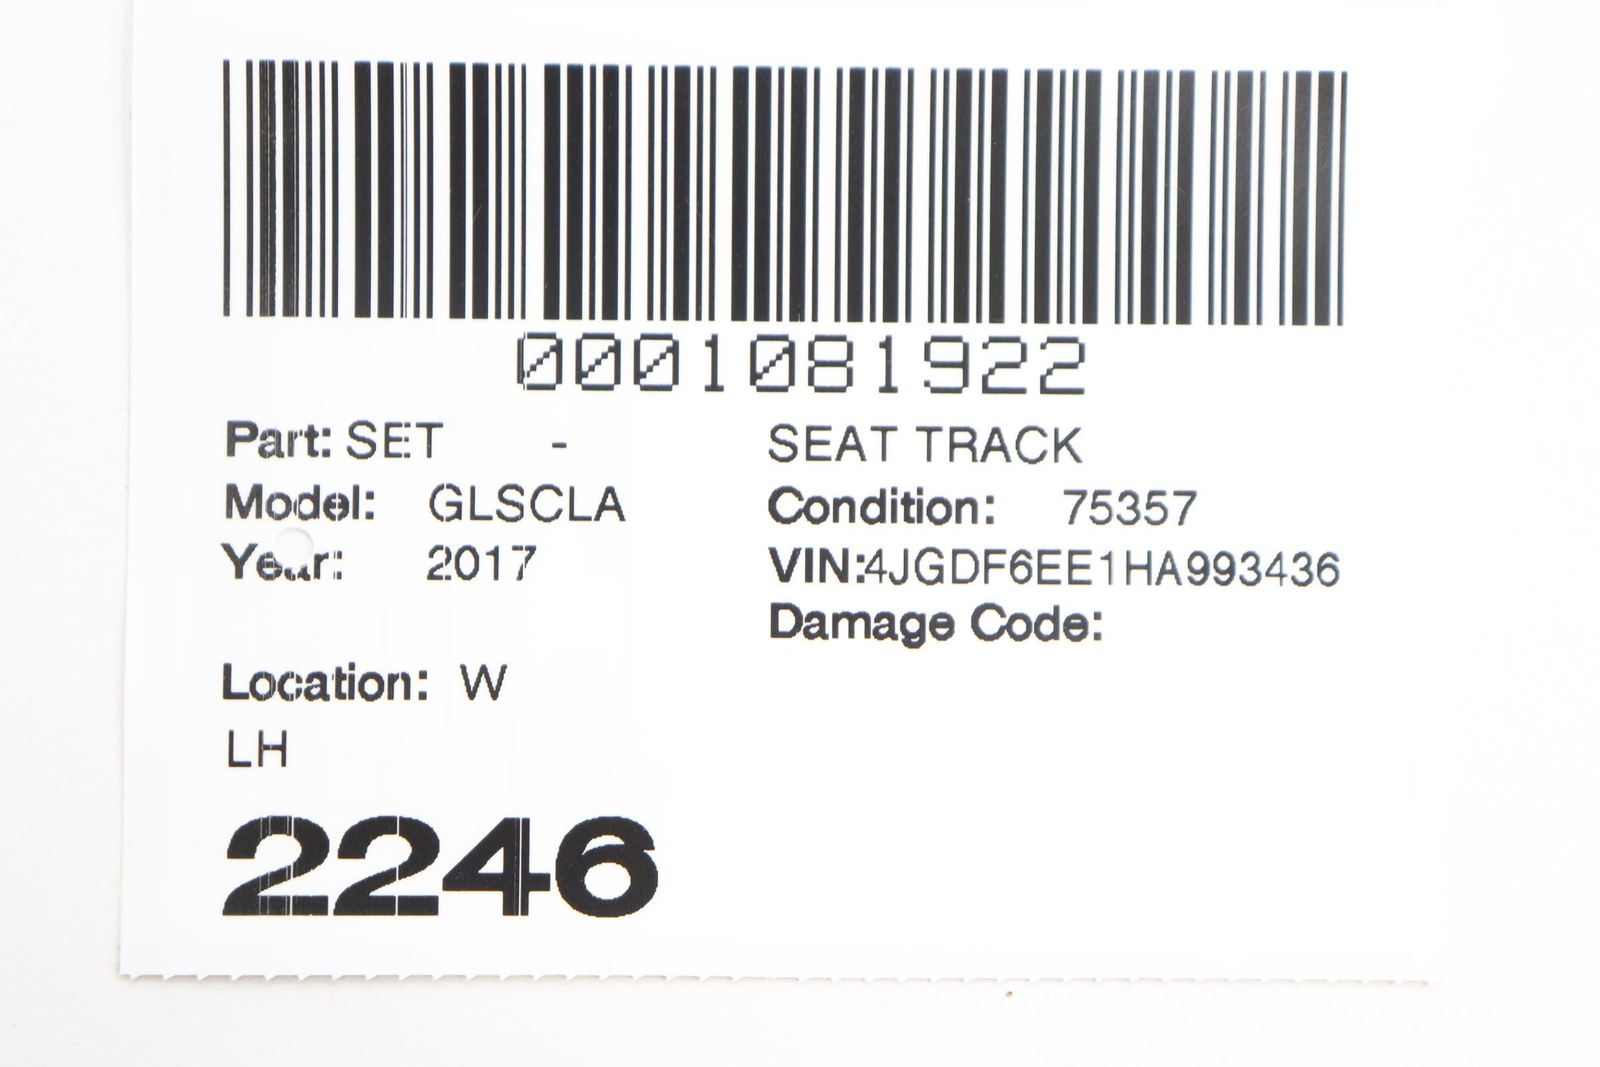 0001081922
Part: SET - SEAT TRACK
Model: GLSCLA Condition: 75357
Year: 2017 VIN:4JGDF6EE1HA993436
Damage Code:
Location: W
LH
2246